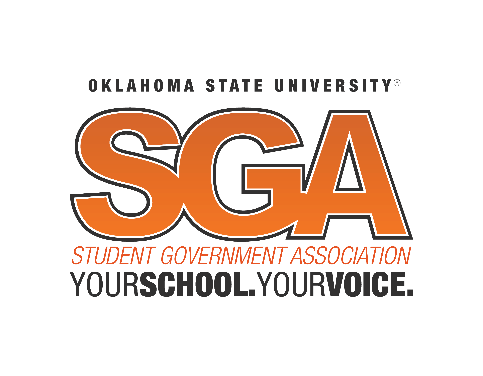 OKLAHOMA STATE UNIVERSITY®
SGA
STUDENT GOVERNMENT ASSOCIATION
YOURSCHOOL.YOURVOICE.